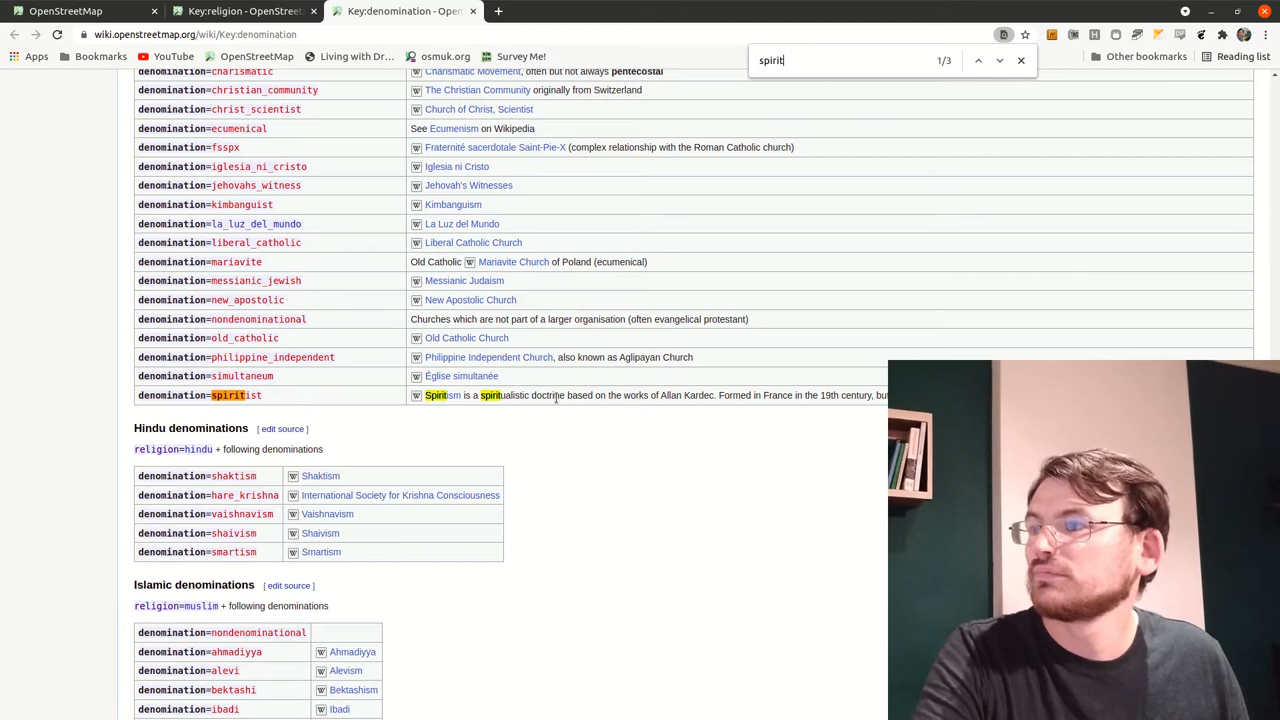 OpenStreetMap
Key:religion - OpenStreet
Key:denomination - Open
wiki.openstreetmap.org/wiki/Key:denomination
Apps Bookmarks YouTube OpenStreetMap Living with Dr… osmuk.org Survey Me! Other bookmarks Reading list
spirit 1/3
denomination=charismatic Charismatic Movement, often but not always pentecostal
denomination=christian_community The Christian Community originally from Switzerland
denomination=christ_scientist Church of Christ, Scientist
denomination=ecumenical See Ecumenism on Wikipedia
denomination=fsspx Fraternité sacerdotale Saint-Pie-X (complex relationship with the Roman Catholic church)
denomination=iglesia_ni_cristo Iglesia ni Cristo
denomination=jehovahs_witness Jehovah's Witnesses
denomination=kimbanguist Kimbanguism
denomination=la_luz_del_mundo La Luz del Mundo
denomination=liberal_catholic Liberal Catholic Church
denomination=mariavite Old Catholic W Mariavite Church of Poland (ecumenical)
denomination=messianic_jewish Messianic Judaism
denomination=new_apostolic New Apostolic Church
denomination=nondenominational Churches which are not part of a larger organisation (often evangelical protestant)
denomination=old_catholic Old Catholic Church
denomination=philippine_independent Philippine Independent Church, also known as Aglipayan Church
denomination=simultaneum Église simultanée
denomination=spiritist Spiritism is a spiritualistic doctrine based on the works of Allan Kardec. Formed in France in the 19th century, but
Hindu denominations [ edit source ]
religion=hindu + following denominations
denomination=shaktism Shaktism
denomination=hare_krishna International Society for Krishna Consciousness
denomination=vaishnavism Vaishnavism
denomination=shaivism Shaivism
denomination=smartism Smartism
Islamic denominations [ edit source ]
religion=muslim + following denominations
denomination=nondenominational
denomination=ahmadiyya Ahmadiyya
denomination=alevi Alevism
denomination=bektashi Bektashism
denomination=ibadi Ibadi